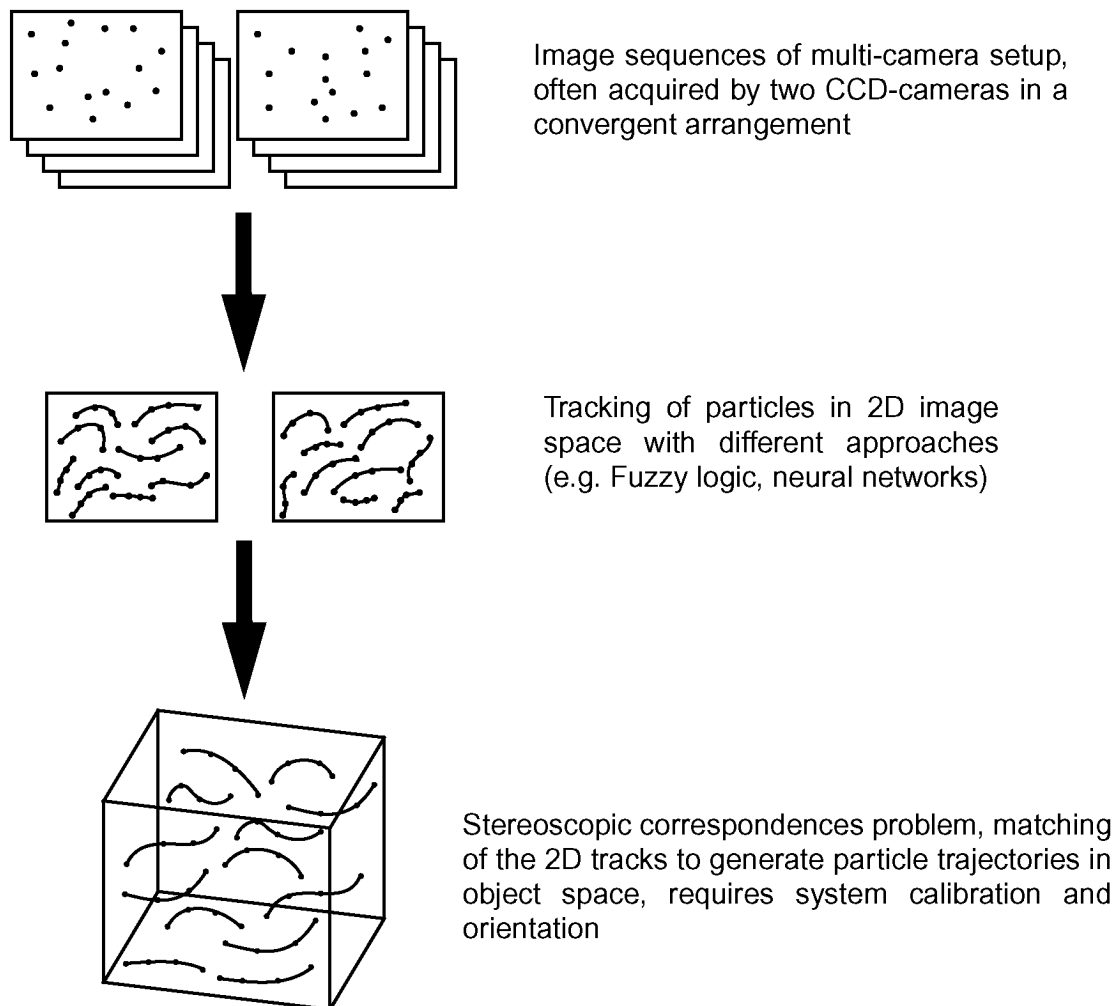 Image sequences of multi-camera setup,
often acquired by two CCD-cameras in a
convergent arrangement
Tracking of particles in 2D image
space with different approaches
(e.g. Fuzzy logic, neural networks)
Stereoscopic correspondences problem, matching
of the 2D tracks to generate particle trajectories in
object space, requires system calibration and
orientation